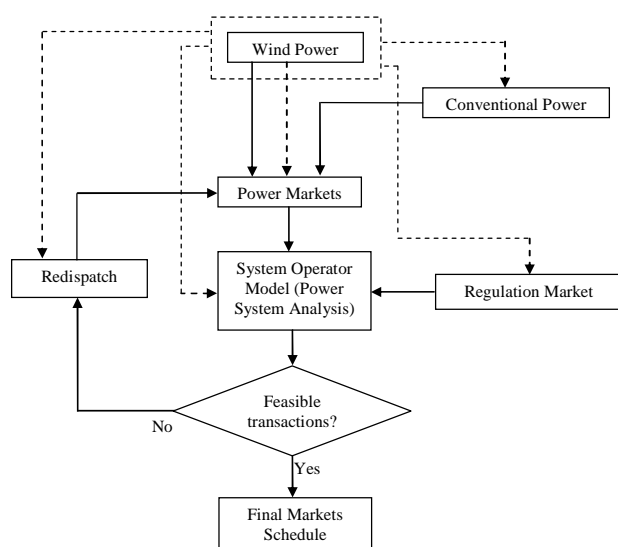 Wind Power
Conventional Power
Power Markets
Redispatch
System Operator
Model (Power
System Analysis)
Regulation Market
Feasible
transactions?
No
Yes
Final Markets
Schedule